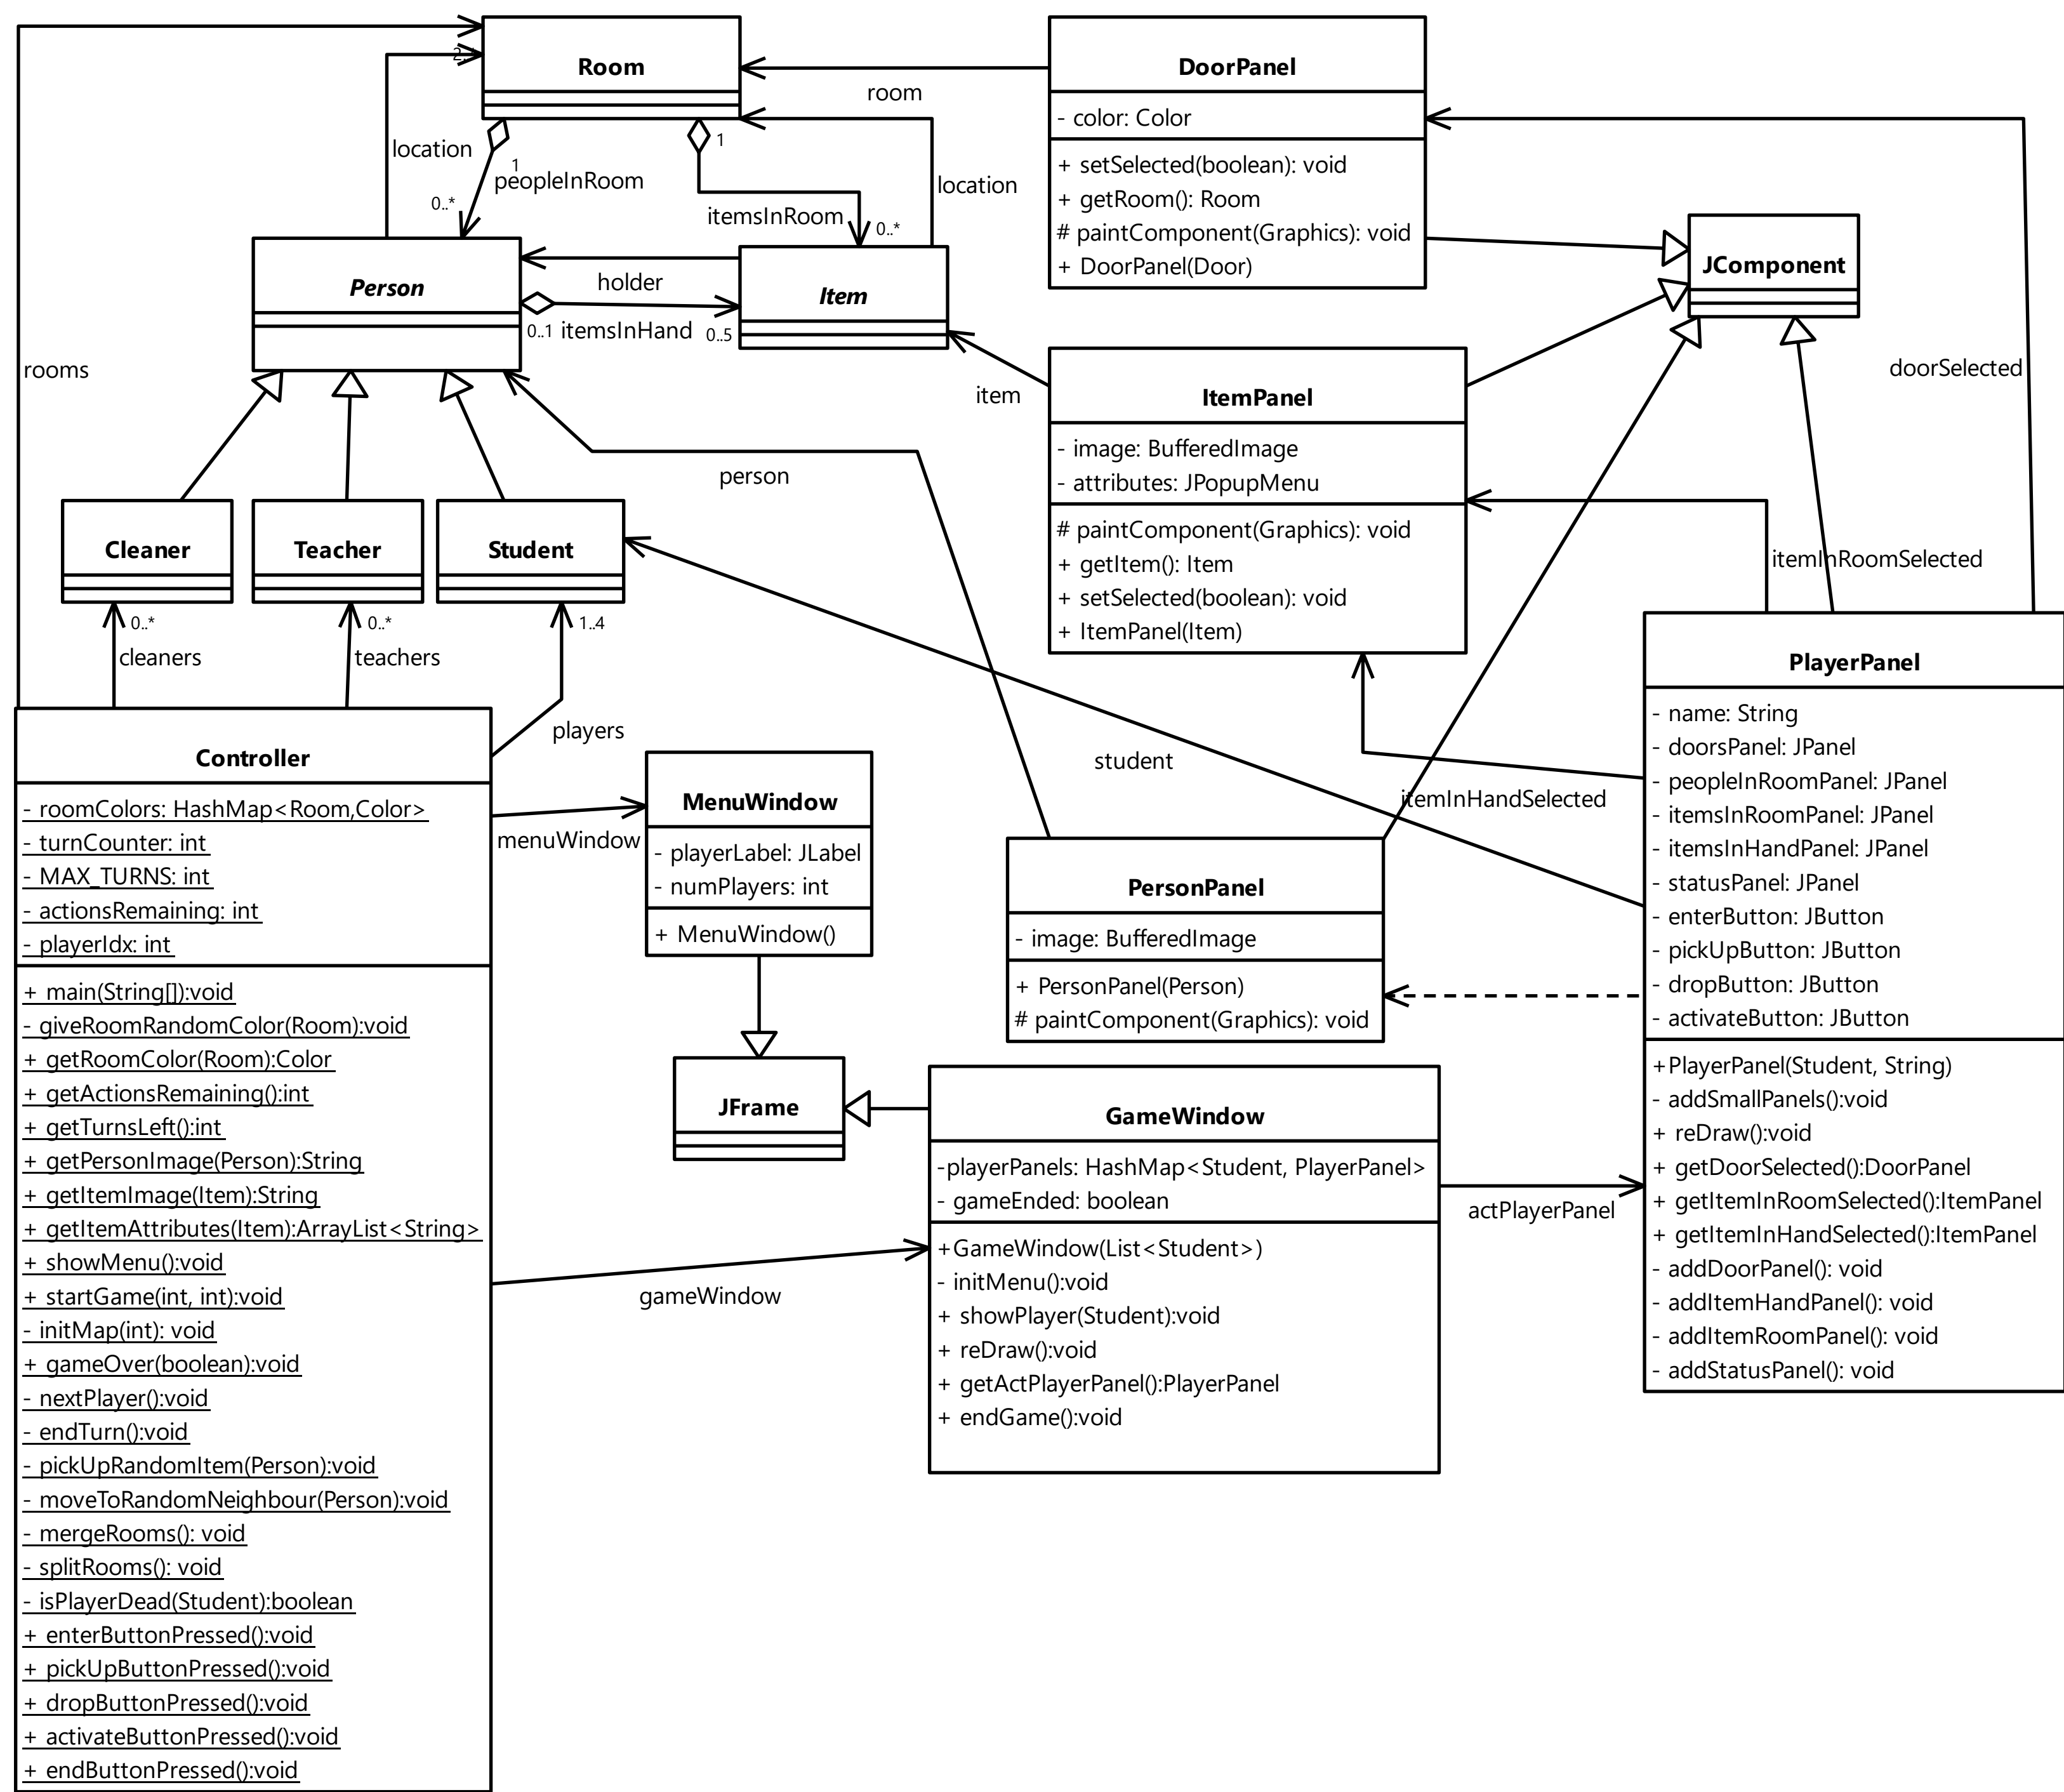 Room
2..
location
1
peopleInRoom
0..*
1
itemsInRoom
0..*
location
room
DoorPanel
- color: Color
+ setSelected(boolean): void
+ getRoom(): Room
# paintComponent(Graphics): void
+ DoorPanel(Door)
JComponent
Person
holder
0..1 itemsInHand 0..5
Item
rooms
item
ItemPanel
- image: BufferedImage
- attributes: JPopupMenu
# paintComponent(Graphics): void
+ getItem(): Item
+ setSelected(boolean): void
+ ItemPanel(Item)
doorSelected
itemInRoomSelected
person
Cleaner
Teacher
Student
0..*
cleaners
0..*
teachers
1..4
players
student
itemInHandSelected
Controller
- roomColors: HashMap<Room,Color>
- turnCounter: int
- MAX_TURNS: int
- actionsRemaining: int
- playerIdx: int
+ main(String[]):void
- giveRoomRandomColor(Room):void
+ getRoomColor(Room):Color
+ getActionsRemaining():int
+ getTurnsLeft():int
+ getPersonImage(Person):String
+ getItemImage(Item):String
+ getItemAttributes(Item):ArrayList<String>
+ showMenu():void
+ startGame(int, int):void
- initMap(int): void
+ gameOver(boolean):void
- nextPlayer():void
- endTurn():void
- pickUpRandomItem(Person):void
- moveToRandomNeighbour(Person):void
- mergeRooms(): void
- splitRooms(): void
- isPlayerDead(Student):boolean
+ enterButtonPressed():void
+ pickUpButtonPressed():void
+ dropButtonPressed():void
+ activateButtonPressed():void
+ endButtonPressed():void
menuWindow
MenuWindow
- playerLabel: JLabel
- numPlayers: int
+ MenuWindow()
JFrame
gameWindow
PersonPanel
- image: BufferedImage
+ PersonPanel(Person)
# paintComponent(Graphics): void
GameWindow
-playerPanels: HashMap<Student, PlayerPanel>
- gameEnded: boolean
+GameWindow(List<Student>)
- initMenu():void
+ showPlayer(Student):void
+ reDraw():void
+ getActPlayerPanel():PlayerPanel
+ endGame():void
actPlayerPanel
PlayerPanel
- name: String
- doorsPanel: JPanel
- peopleInRoomPanel: JPanel
- itemsInRoomPanel: JPanel
- itemsInHandPanel: JPanel
- statusPanel: JPanel
- enterButton: JButton
- pickUpButton: JButton
- dropButton: JButton
- activateButton: JButton
+PlayerPanel(Student, String)
- addSmallPanels():void
+ reDraw():void
+ getDoorSelected():DoorPanel
+ getItemInRoomSelected():ItemPanel
+ getItemInHandSelected():ItemPanel
- addDoorPanel(): void
- addItemHandPanel(): void
- addItemRoomPanel(): void
- addStatusPanel(): void